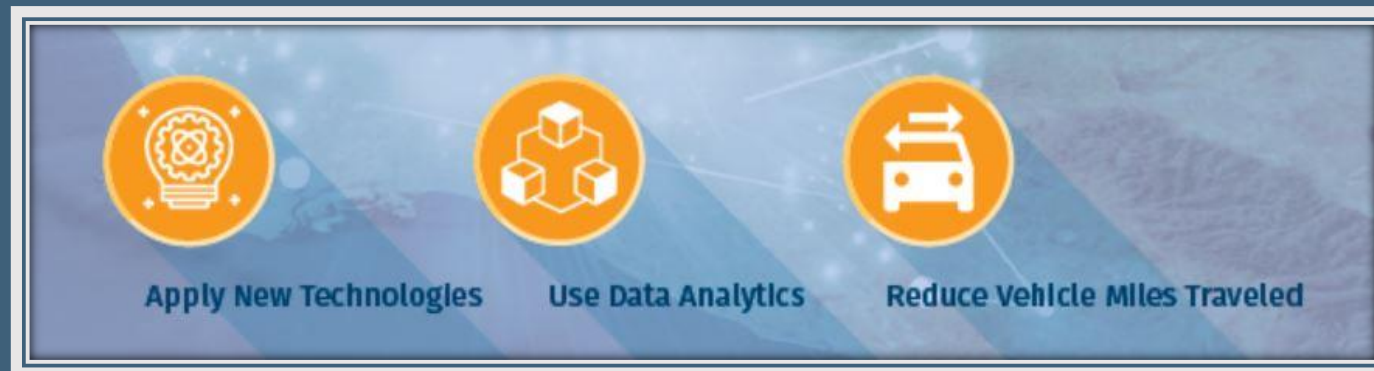 Apply New Technologies
Use Data Analytics
Reduce Vehicle Miles Traveled